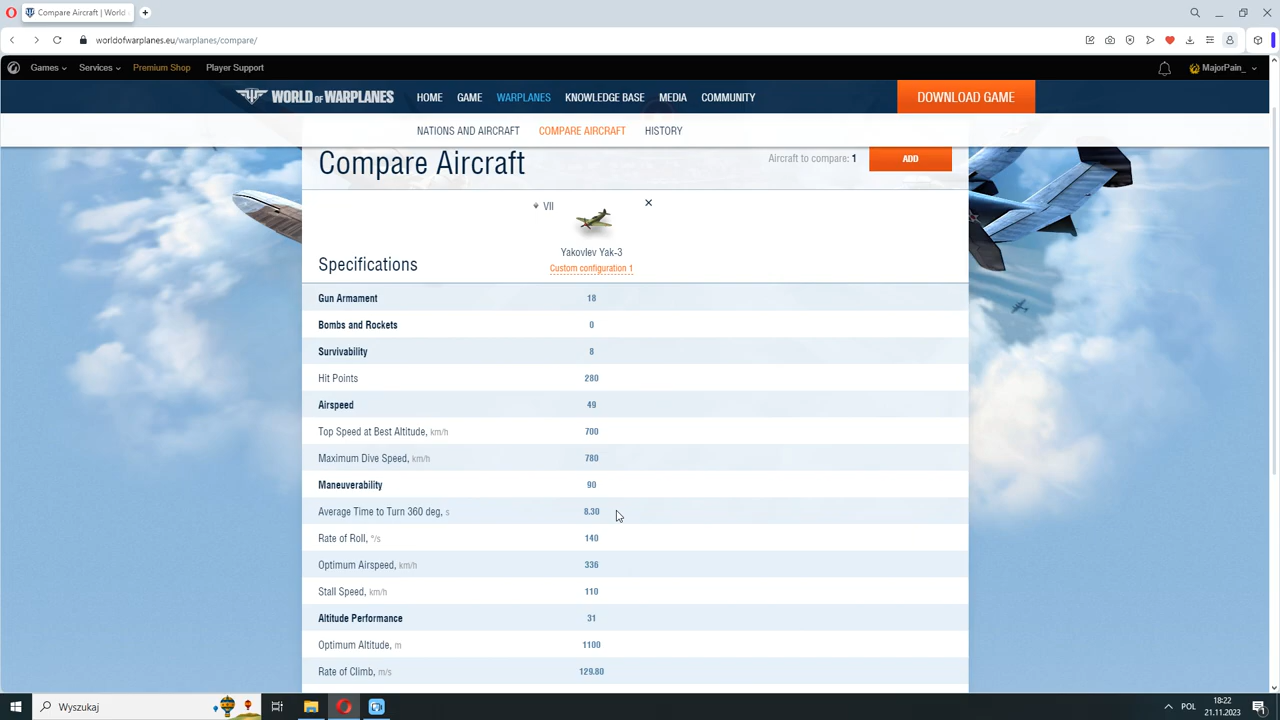 Compare Aircraft | World
worldofwarplanes.eu/warplanes/compare/
Games Services Premium Shop Player Support MajorPain_
WORLD OF WARPLANES HOME GAME WARPLANES KNOWLEDGE BASE MEDIA COMMUNITY DOWNLOAD GAME
NATIONS AND AIRCRAFT COMPARE AIRCRAFT HISTORY
Compare Aircraft Aircraft to compare: 1 ADD
VII
Yakovlev Yak-3
Specifications Custom configuration 1
Gun Armament 18
Bombs and Rockets 0
Survivability 8
Hit Points 280
Airspeed 49
Top Speed at Best Altitude, km/h 700
Maximum Dive Speed, km/h 780
Maneuverability 90
Average Time to Turn 360 deg, s 8.30
Rate of Roll, °/s 140
Optimum Airspeed, km/h 336
Stall Speed, km/h 110
Altitude Performance 31
Optimum Altitude, m 1100
Rate of Climb, m/s 129.80
Wyszukaj POL 18:22
21.11.2023 1